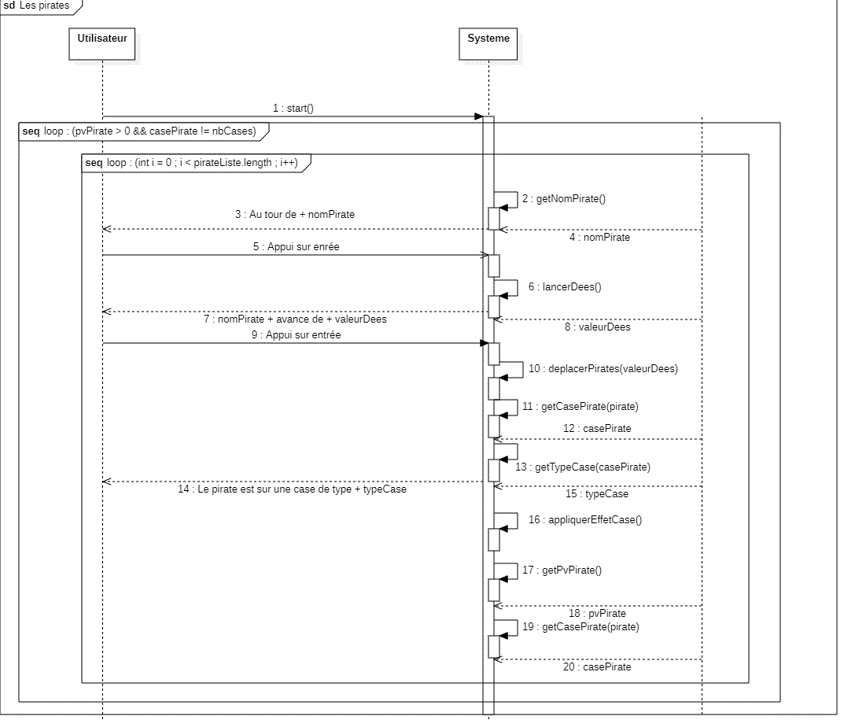 sd Les pirates
Utilisateur
Systeme
1 : start()
seq loop : (pvPirate > 0 && casePirate != nbCases)
seq loop : (int i = 0 ; i < pirateListe.length ; i++)
2 : getNomPirate()
3 : Au tour de + nomPirate
4 : nomPirate
5 : Appui sur enrée
6 : lancerDees()
7 : nomPirate + avance de + valeurDees
8 : valeurDees
9 : Appui sur entrée
10 : deplacerPirates(valeurDees)
11 : getCasePirate(pirate)
12 : casePirate
13 : getTypeCase(casePirate)
14 : Le pirate est sur une case de type + typeCase
15 : typeCase
16 : appliquerEffetCase()
17 : getPvPirate()
18 : pvPirate
19 : getCasePirate(pirate)
20 : casePirate